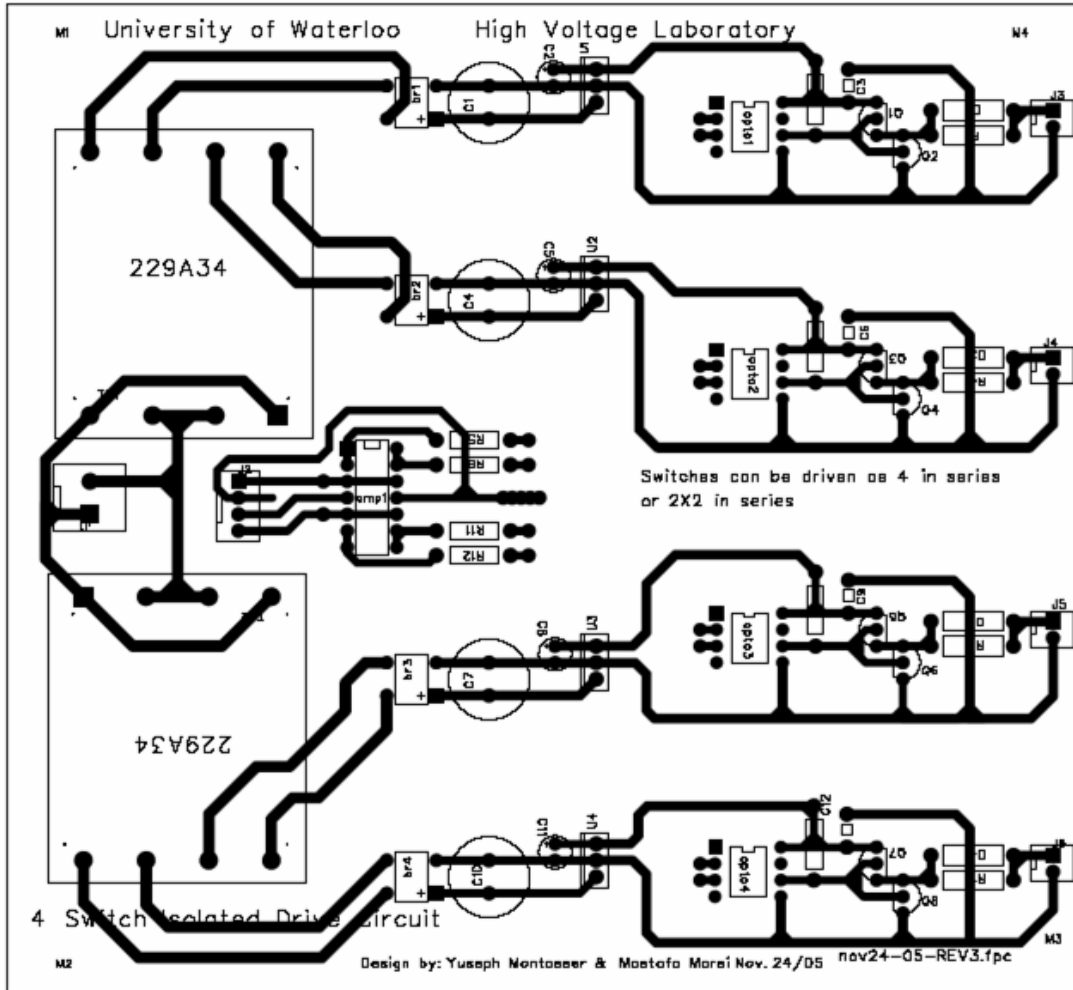 M1 University of Waterloo High Voltage Laboratory M4
C2
br1
C1
C3
opto1
Q1
Q2
J3
229A34
C5
U2
br2
C4
C6
opto2
Q3
Q4
J4
J2
R5
R6
amp1
R11
R12
Switches can be driven as 4 in series
or 2X2 in series
C8
U3
br3
C7
C9
opto3
Q5
Q6
J5
229A34
C11
U4
br4
C10
C12
opto4
Q7
Q8
J6
4 Switch Isolated Drive Circuit
M2
Design by: Yuseph Montasser & Mostafa Marei Nov. 24/05
nov24-05-REV3.fpc
M3